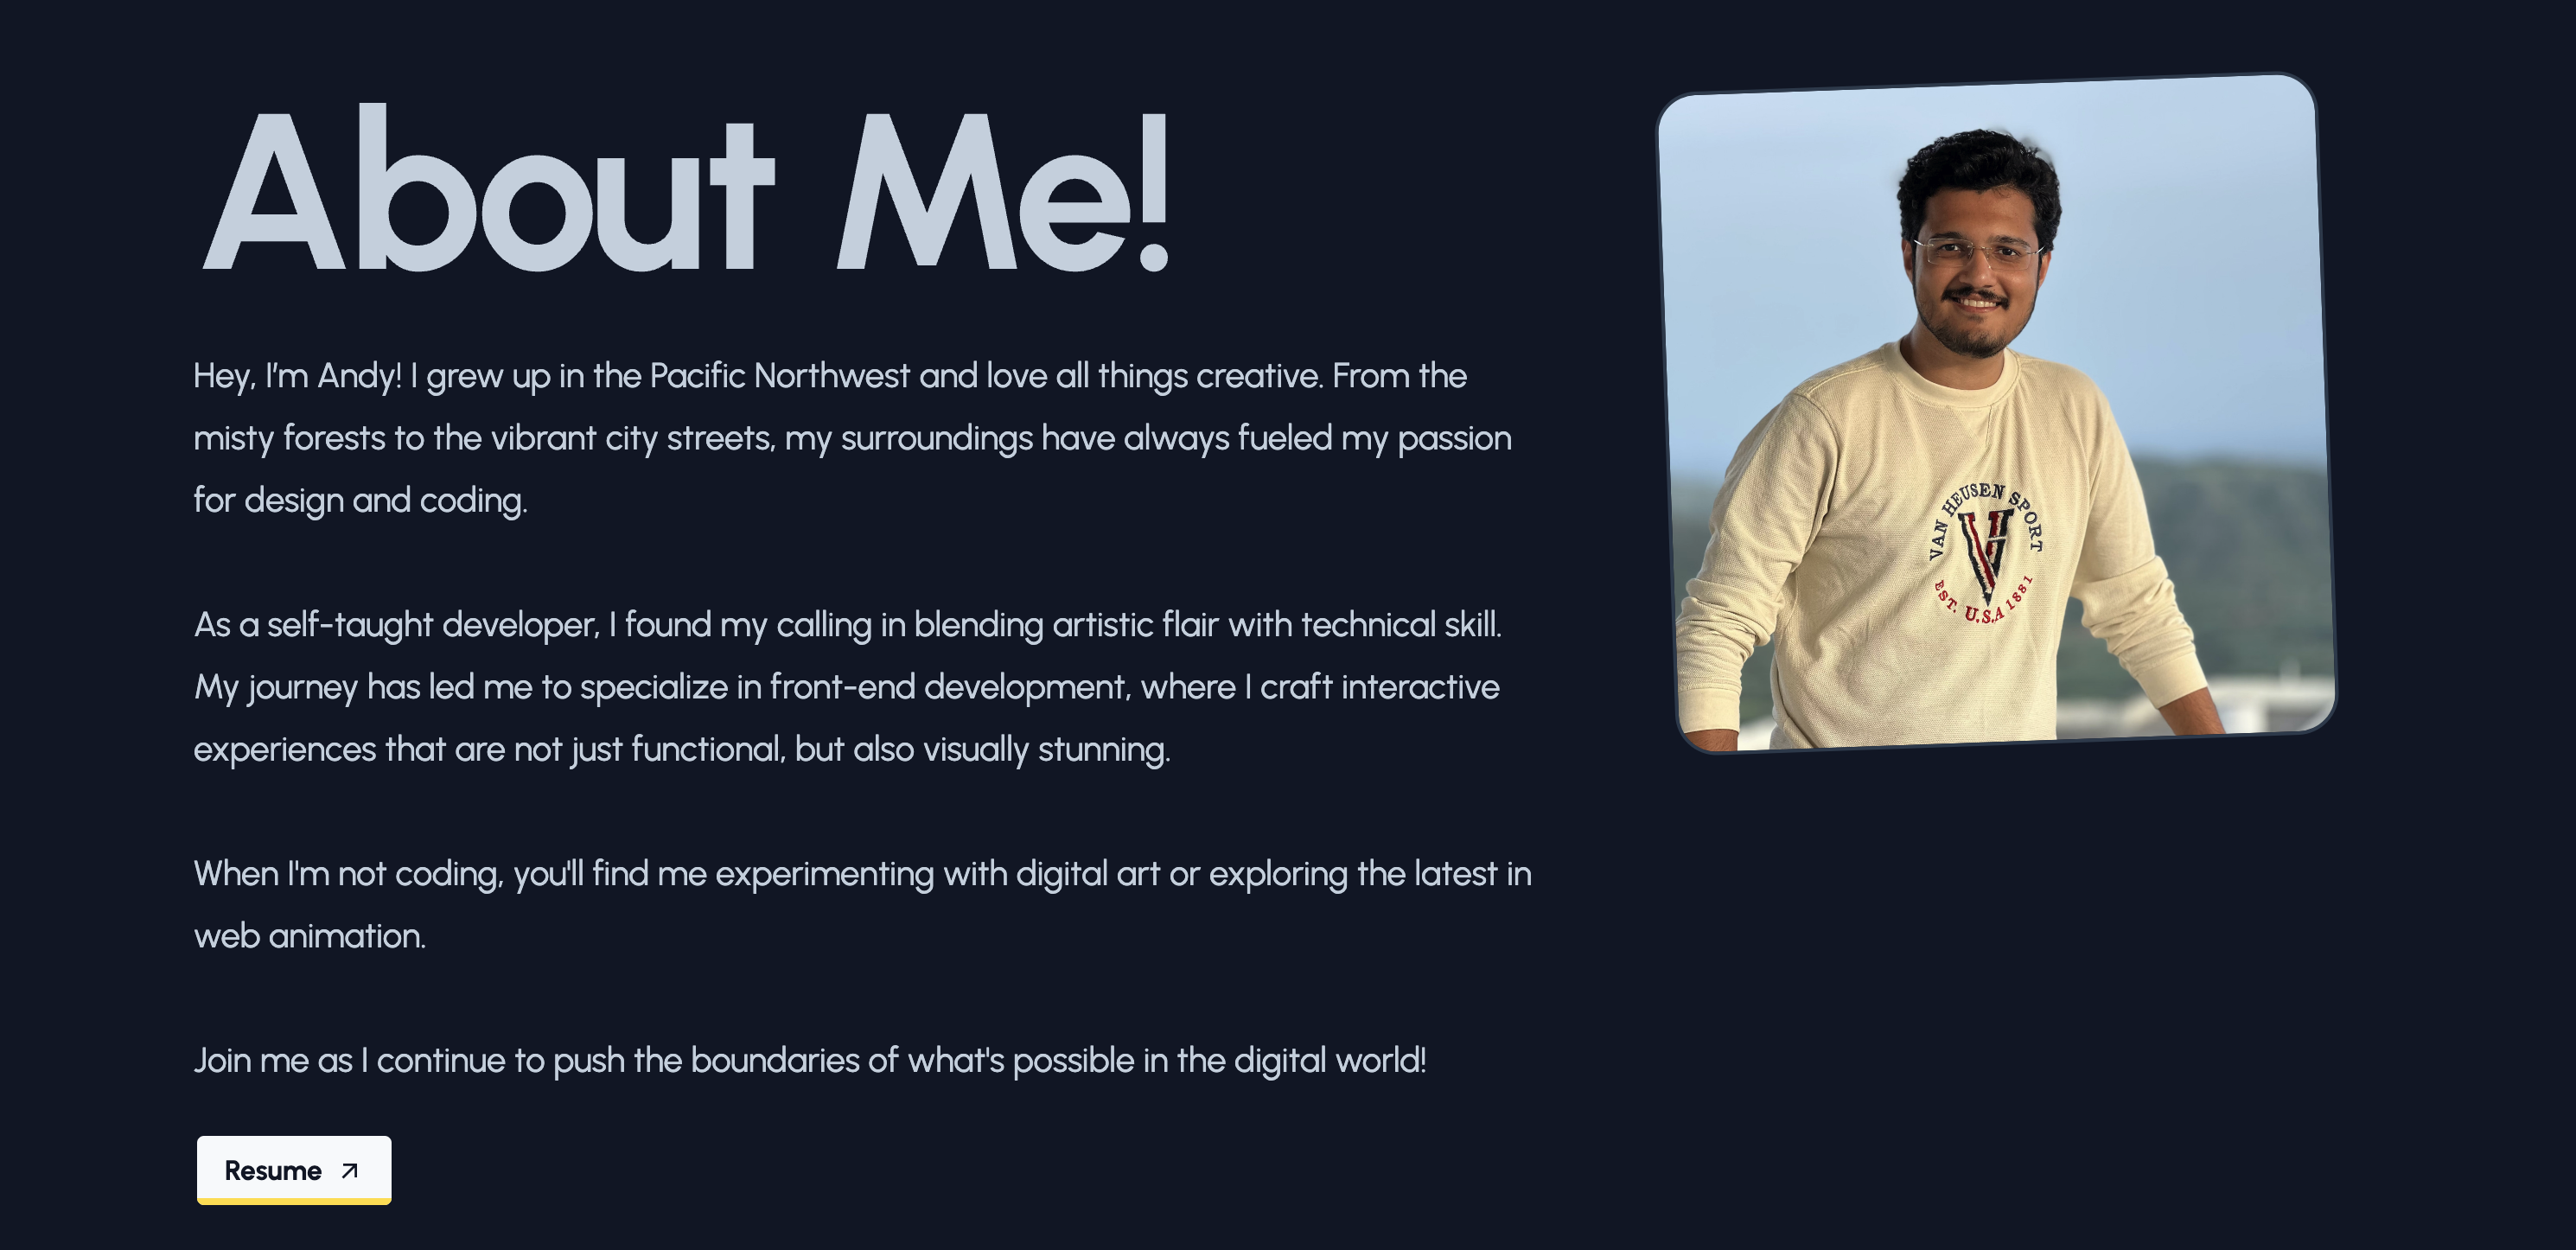 About Me!
Hey, I’m Andy! I grew up in the Pacific Northwest and love all things creative. From the
misty forests to the vibrant city streets, my surroundings have always fueled my passion
for design and coding.
As a self-taught developer, I found my calling in blending artistic flair with technical skill.
My journey has led me to specialize in front-end development, where I craft interactive
experiences that are not just functional, but also visually stunning.
When I'm not coding, you'll find me experimenting with digital art or exploring the latest in
web animation.
Join me as I continue to push the boundaries of what's possible in the digital world!
Resume
VAN HEUSEN SPORT
VH
EST. U.S.A 1881